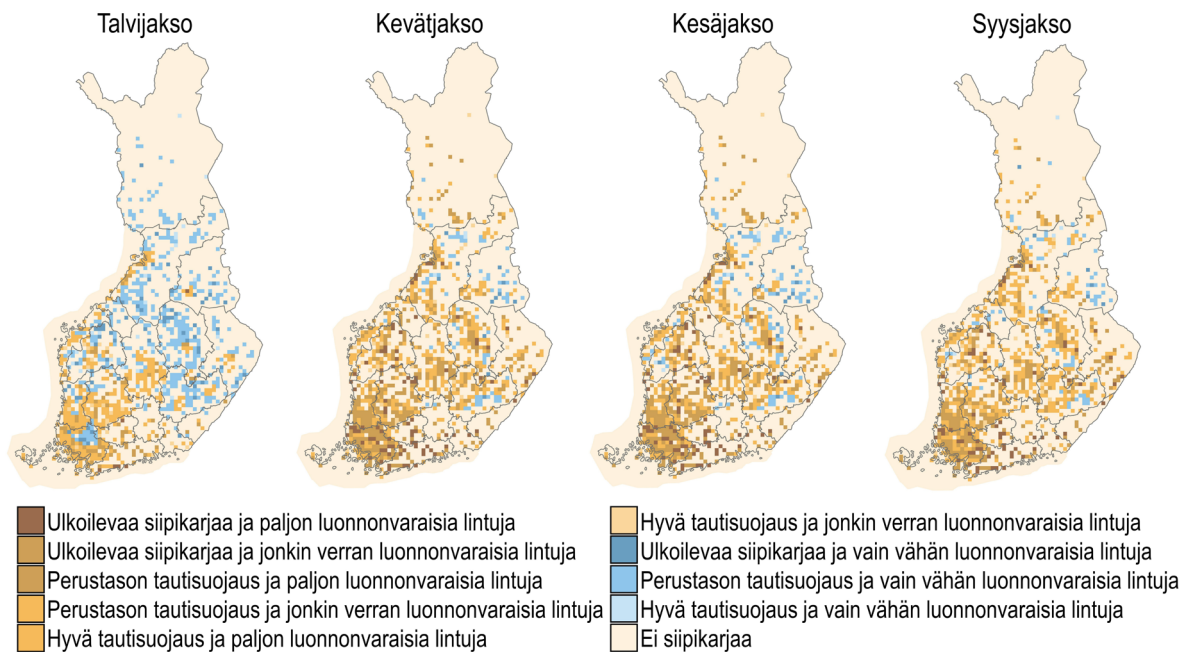 Talvijakso
Kevätjakso
Kesäjakso
Syysjakso
Ulkoilevaa siipikarjaa ja paljon luonnonvaraisia lintuja
Ulkoilevaa siipikarjaa ja jonkin verran luonnonvaraisia lintuja
Perustason tautisuojaus ja paljon luonnonvaraisia lintuja
Perustason tautisuojaus ja jonkin verran luonnonvaraisia lintuja
Hyvä tautisuojaus ja paljon luonnonvaraisia lintuja
Hyvä tautisuojaus ja jonkin verran luonnonvaraisia lintuja
Ulkoilevaa siipikarjaa ja vain vähän luonnonvaraisia lintuja
Perustason tautisuojaus ja vain vähän luonnonvaraisia lintuja
Hyvä tautisuojaus ja vain vähän luonnonvaraisia lintuja
Ei siipikarjaa